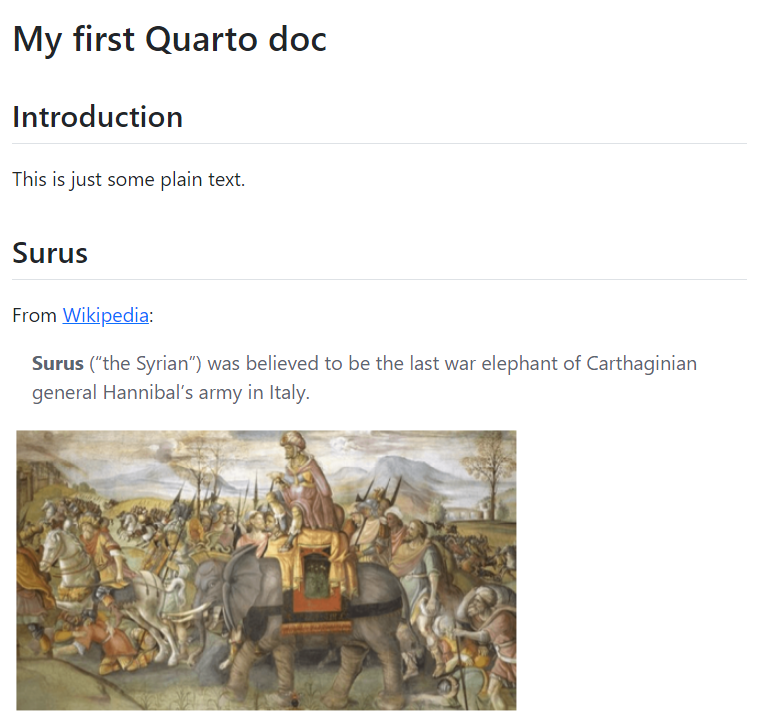 My first Quarto doc
Introduction
This is just some plain text.
Surus
From Wikipedia:
Surus (“the Syrian”) was believed to be the last war elephant of Carthaginian
general Hannibal’s army in Italy.